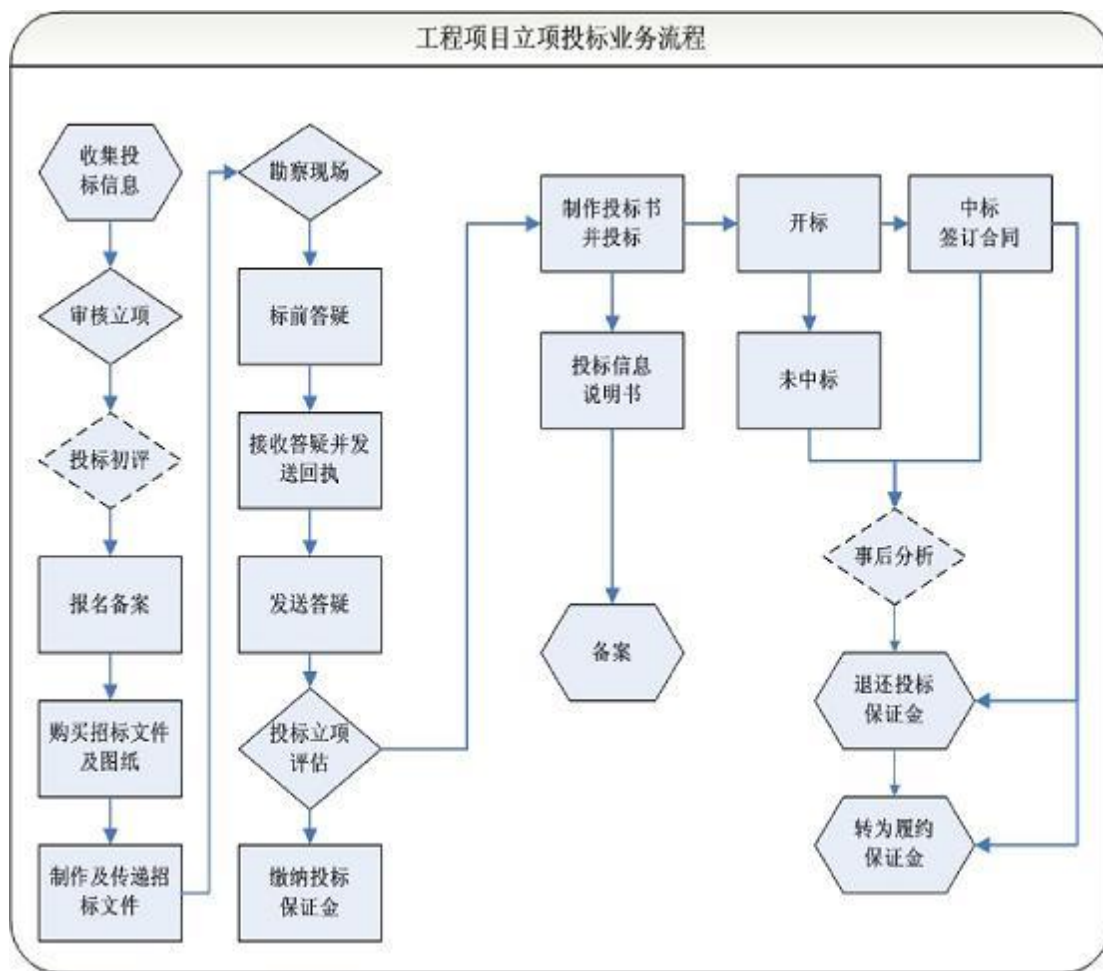 工程项目立项投标业务流程
收集投
标信息
审核立项
投标初评
报名备案
购买招标文件
及图纸
制作及传递招
标文件
勘察现场
标前答疑
接收答疑并发
送回执
发送答疑
投标立项
评估
缴纳投标
保证金
制作投标书
并投标
投标信息
说明书
备案
开标
未中标
中标
签订合同
事后分析
退还投标
保证金
转为履约
保证金